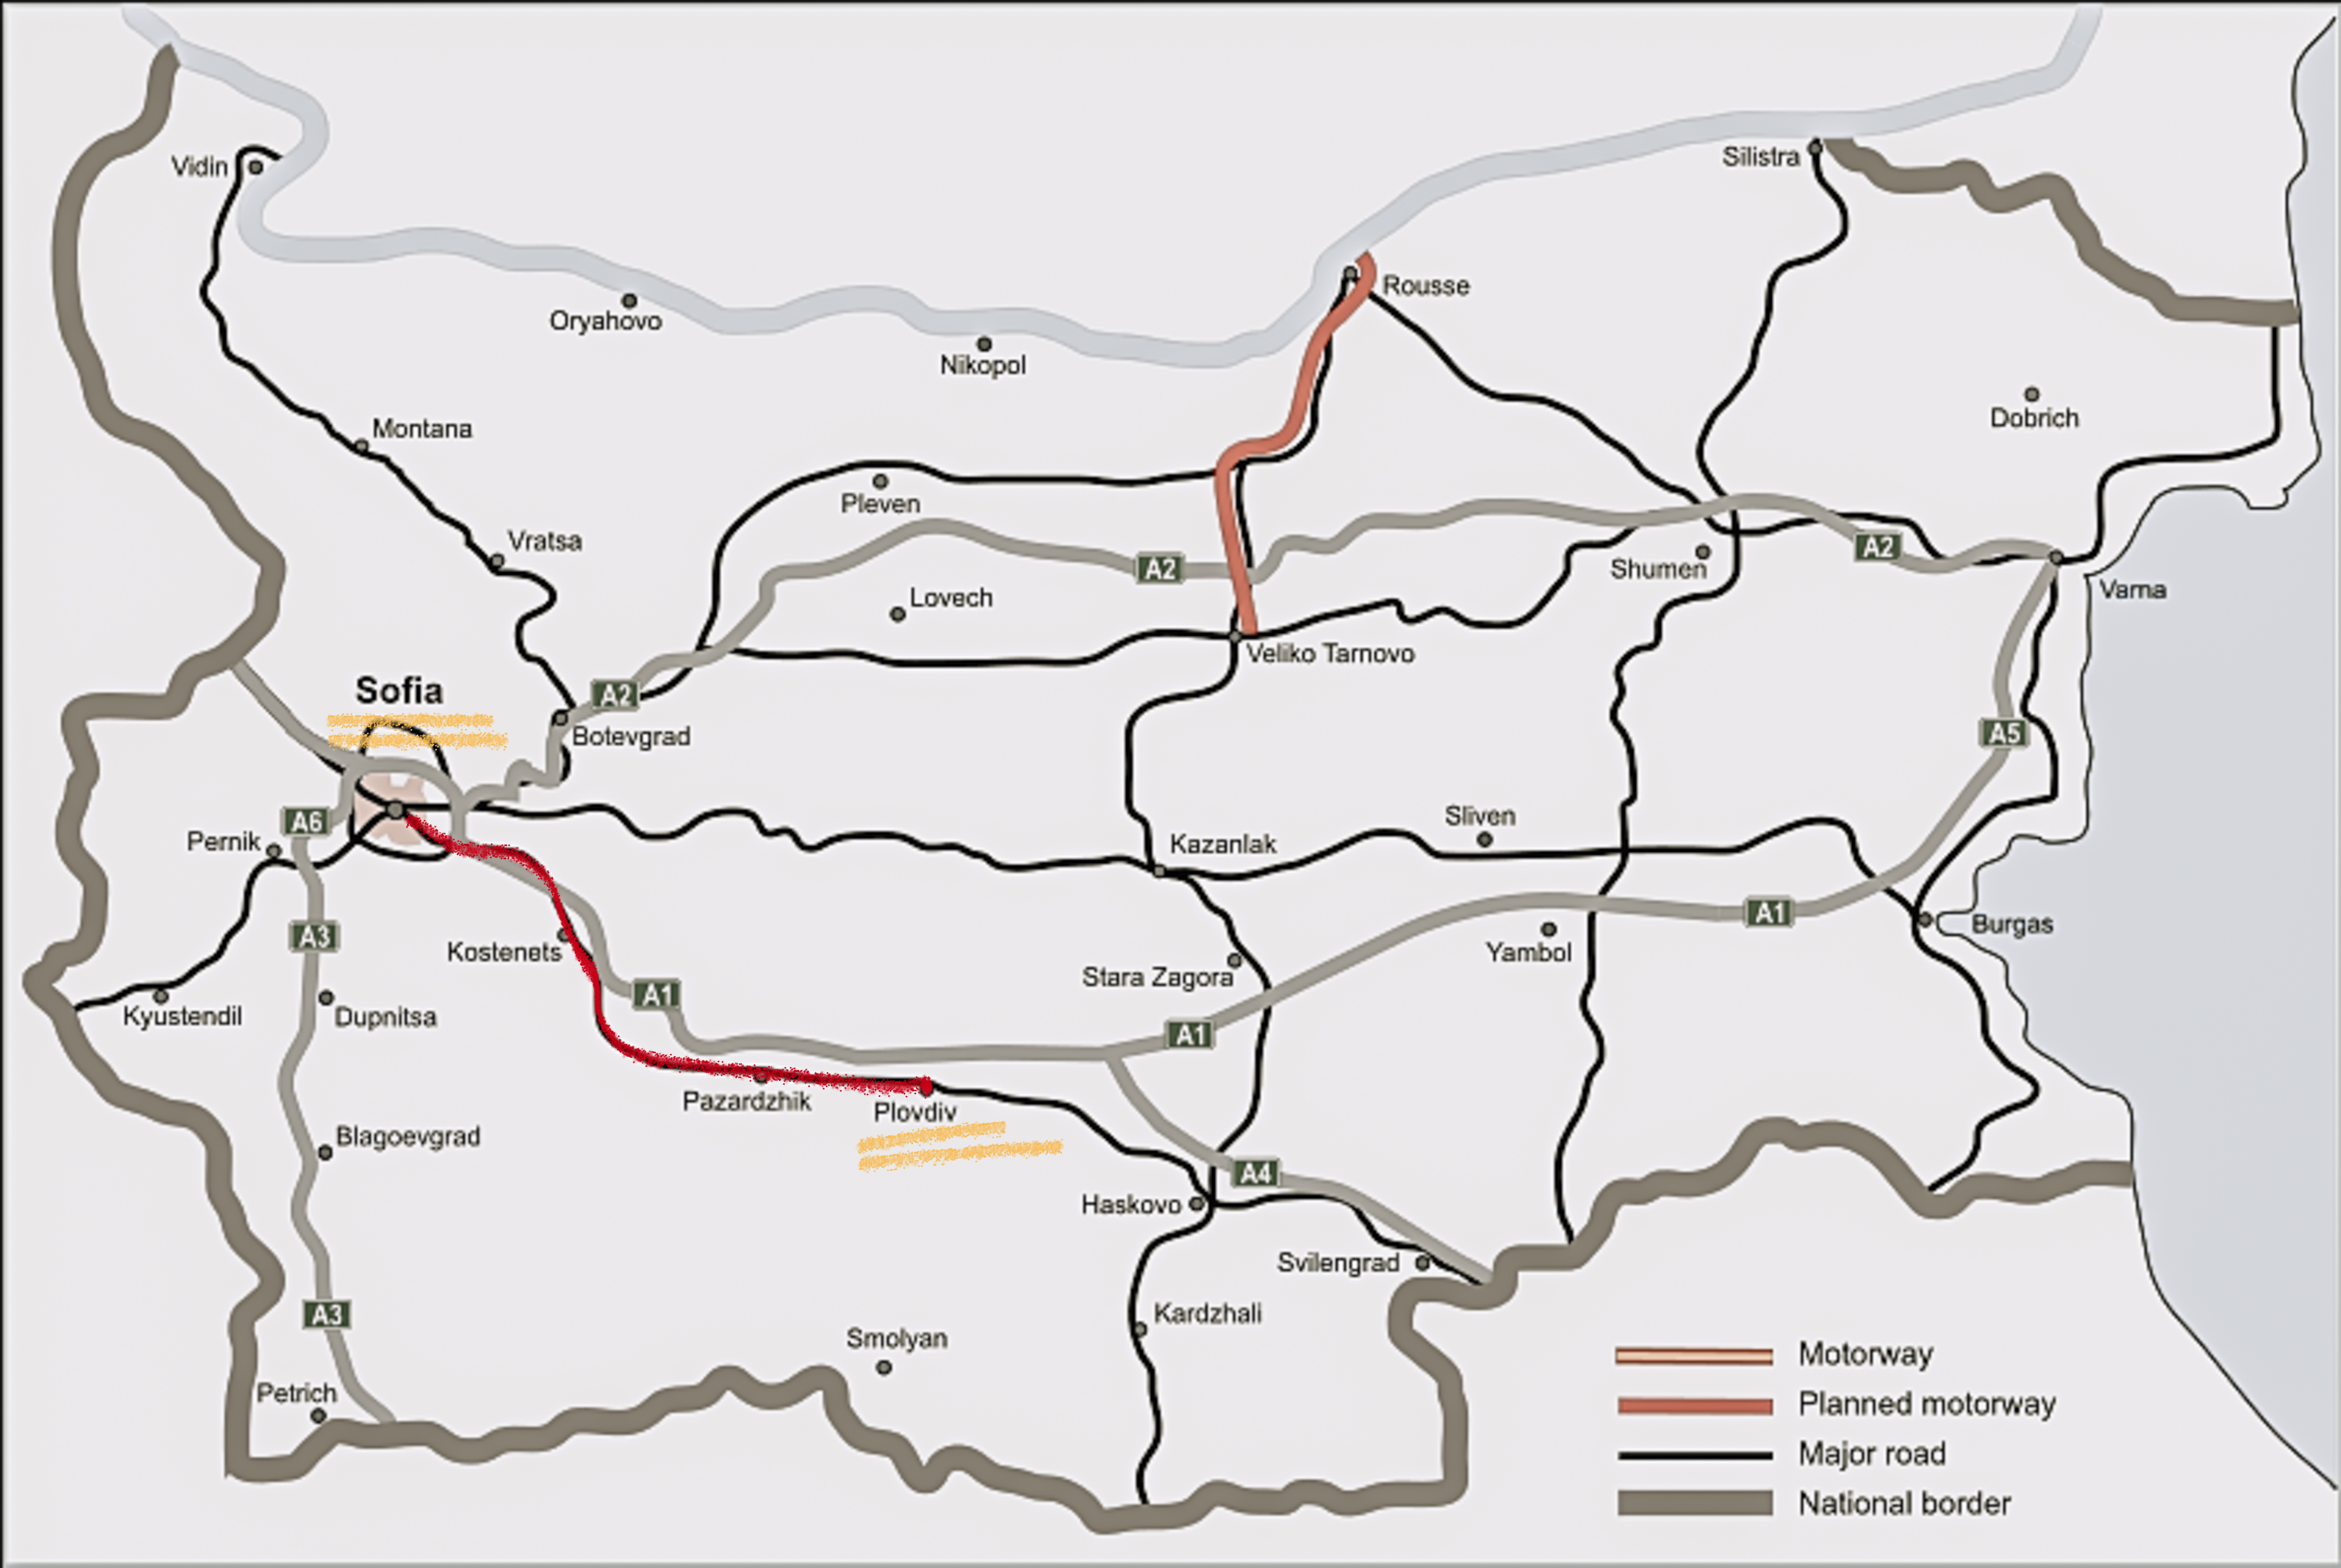 Silistra
Vidin
Rousse
Oryahovo
Nikopol
Dobrich
Montana
Pleven
Vratsa
A2
A2
Shumen
Varna
Lovech
Veliko Tarnovo
Sofia
A2
Botevgrad
A5
A6
Pernik
Sliven
Kazanlak
A3
Kostenets
A1
Burgas
Yambol
Stara Zagora
A1
Kyustendil
Dupnitsa
A1
Pazardzhik
Plovdiv
Blagoevgrad
A4
Haskovo
Svilengrad
A3
Kardzhali
Smolyan
Petrich
Motorway
Planned motorway
Major road
National border